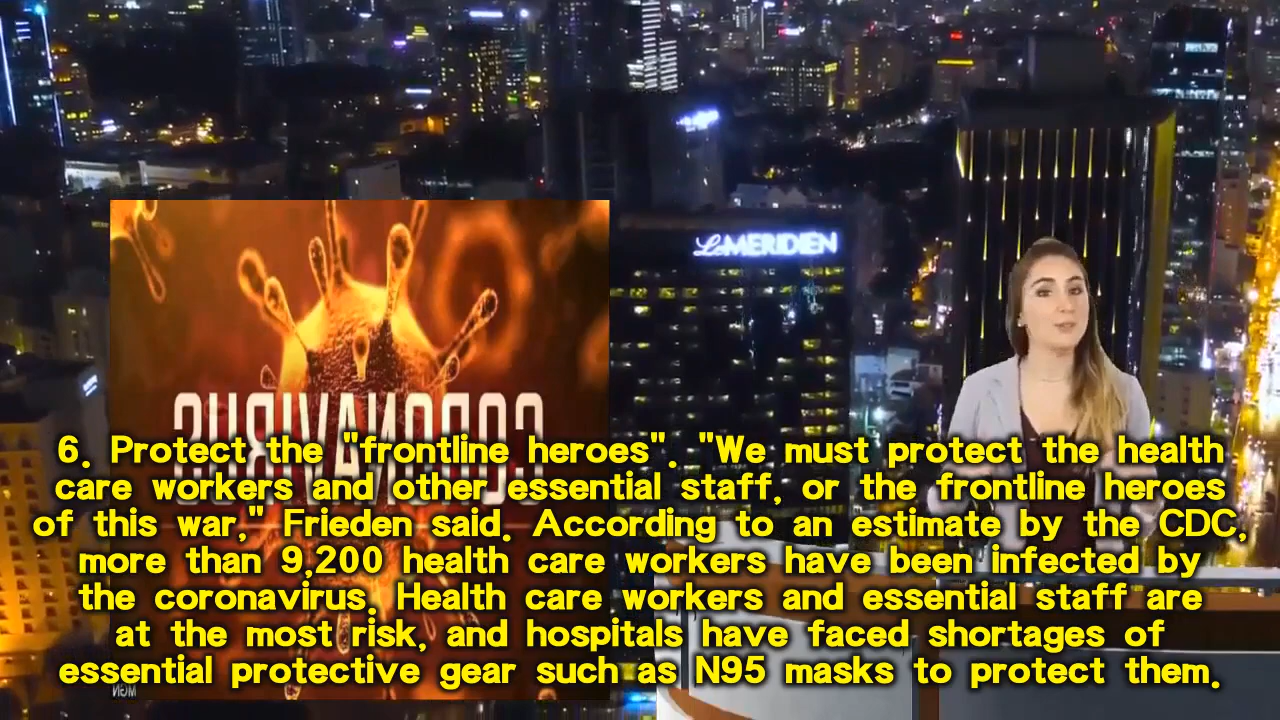 Le MERIDIEN
CORONAVIRUS
6. Protect the "frontline heroes". "We must protect the health
care workers and other essential staff, or the frontline heroes
of this war," Frieden said. According to an estimate by the CDC,
more than 9,200 health care workers have been infected by
the coronavirus. Health care workers and essential staff are
at the most risk, and hospitals have faced shortages of
essential protective gear such as N95 masks to protect them.
MGN